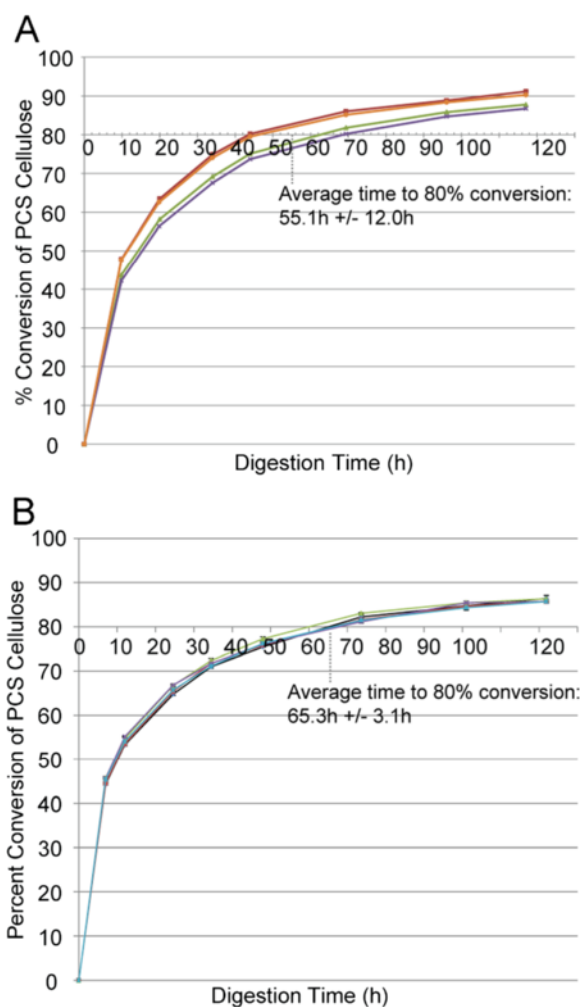 A
100
90
80
70
60
50
40
30
20
10
0
0 10 20 30 40 50 60 70 80 90 100 120
% Conversion of PCS Cellulose
Average time to 80% conversion:
55.1h +/- 12.0h
Digestion Time (h)
B
100
90
80
70
60
50
40
30
20
10
0
0 10 20 30 40 50 60 70 80 90 100 120
Percent Conversion of PCS Cellulose
Average time to 80% conversion:
65.3h +/- 3.1h
Digestion Time (h)